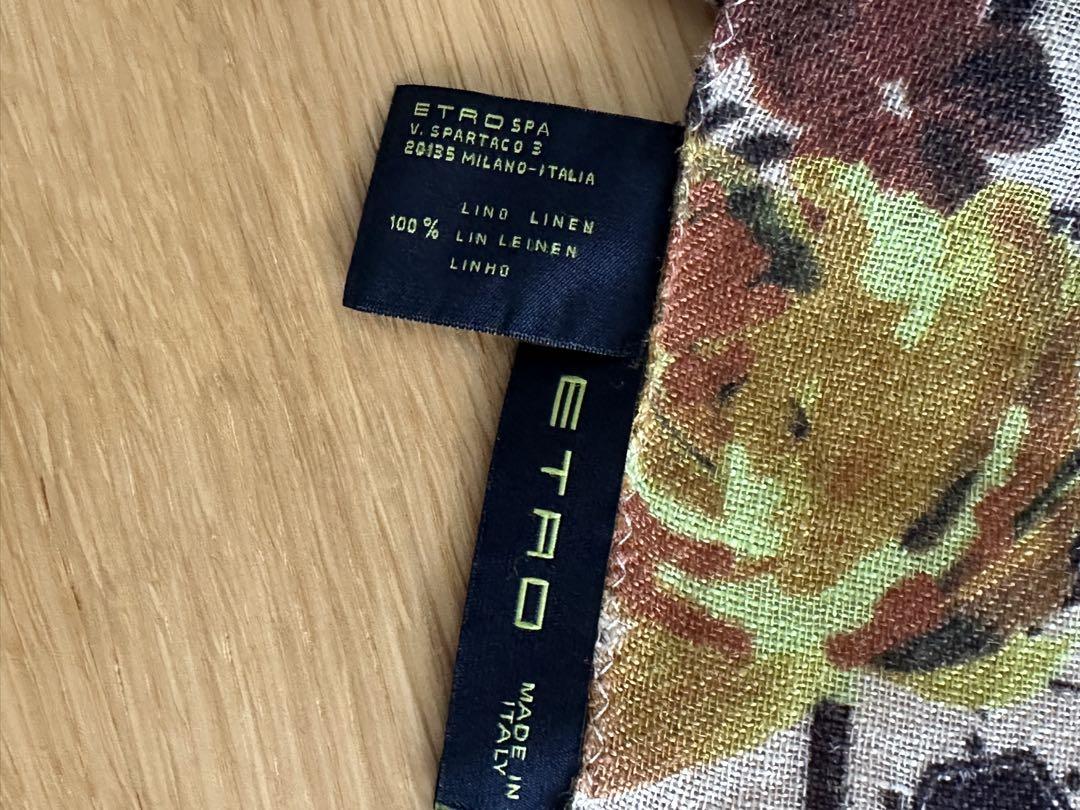 ETRO SPA
V. SPARTACO 3
20135 MILANO-ITALIA
LINO LINEN
100% LIN LEINEN
LINHO
ETRO
MADE IN
ITALY